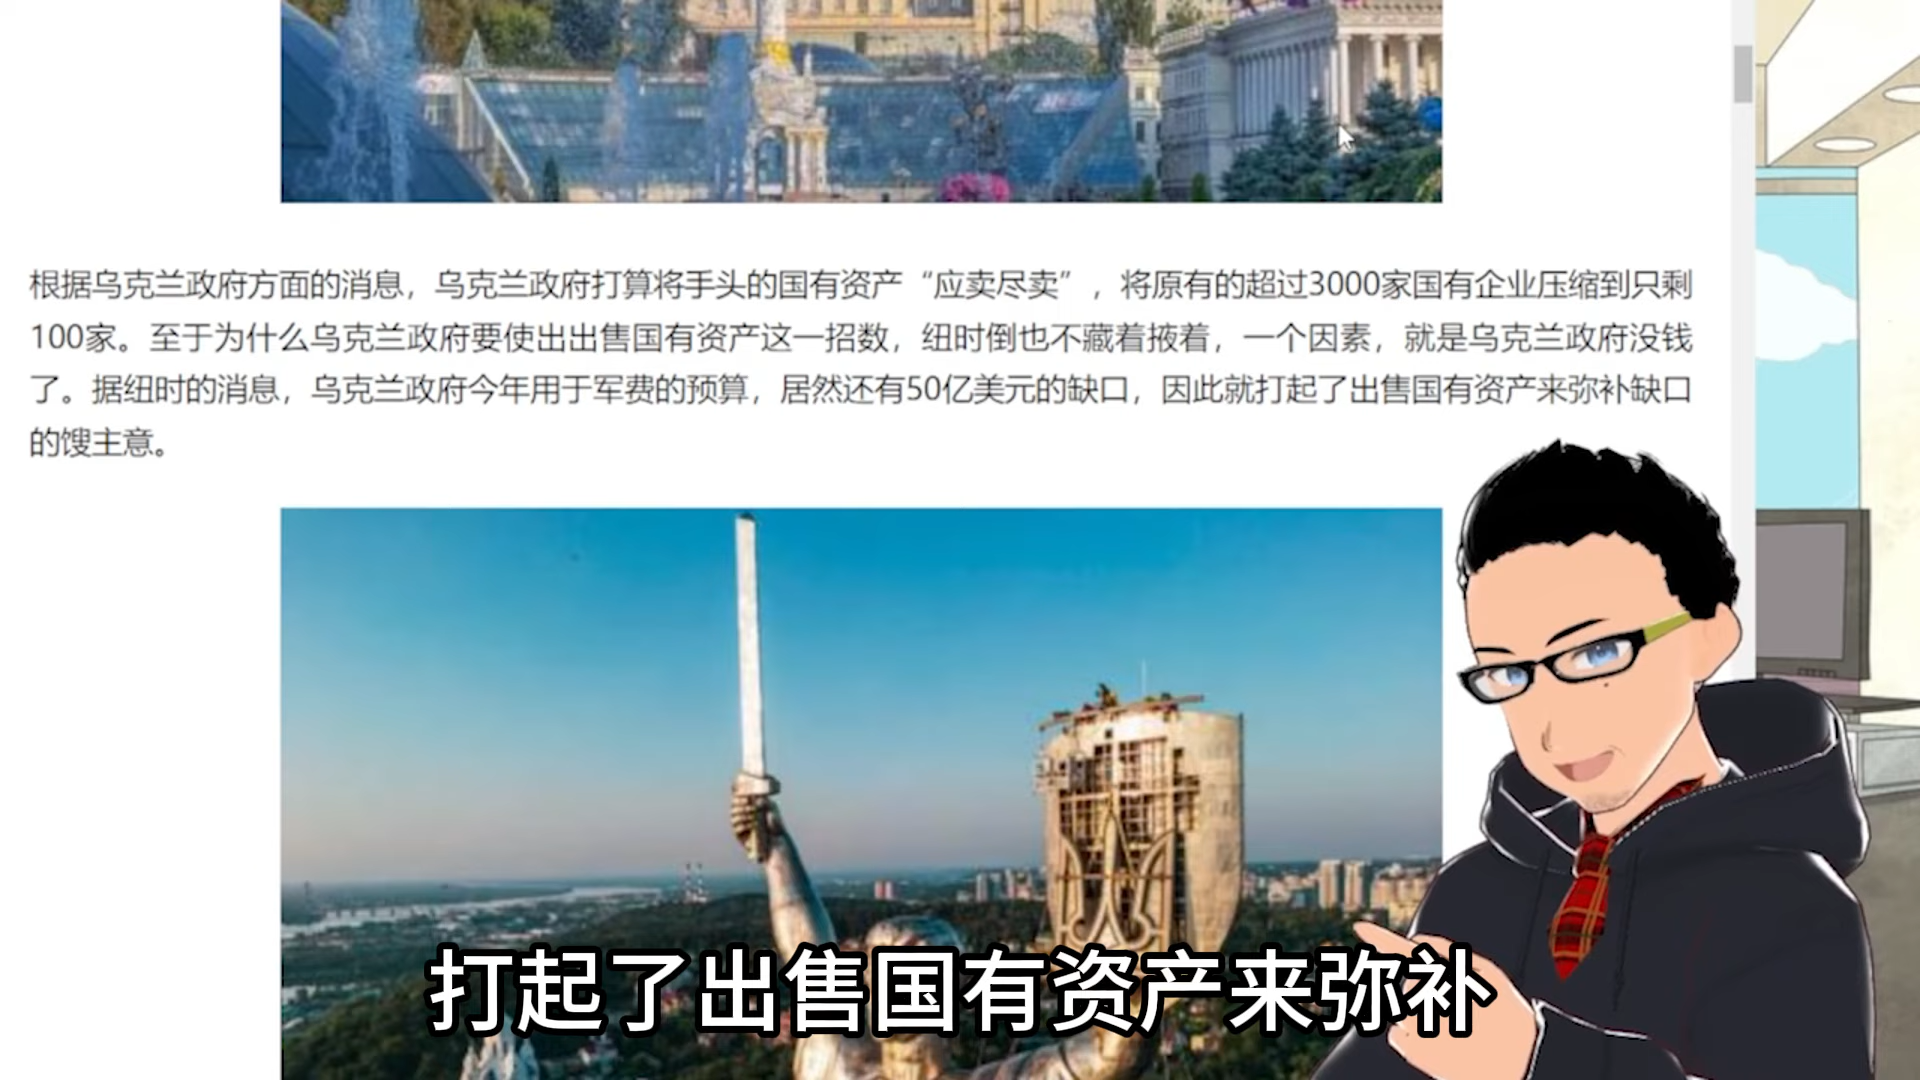 根据乌克兰政府方面的消息，乌克兰政府打算将手头的国有资产“应卖尽卖”，将原有的超过3000家国有企业压缩到只剩
100家。至于为什么乌克兰政府要使出出售国有资产这一招数，纽时倒也不藏着掖着，一个因素，就是乌克兰政府没钱
了。据纽时的消息，乌克兰政府今年用于军费的预算，居然还有50亿美元的缺口，因此就打起了出售国有资产来弥补缺口
的馊主意。
打起了出售国有资产来弥补